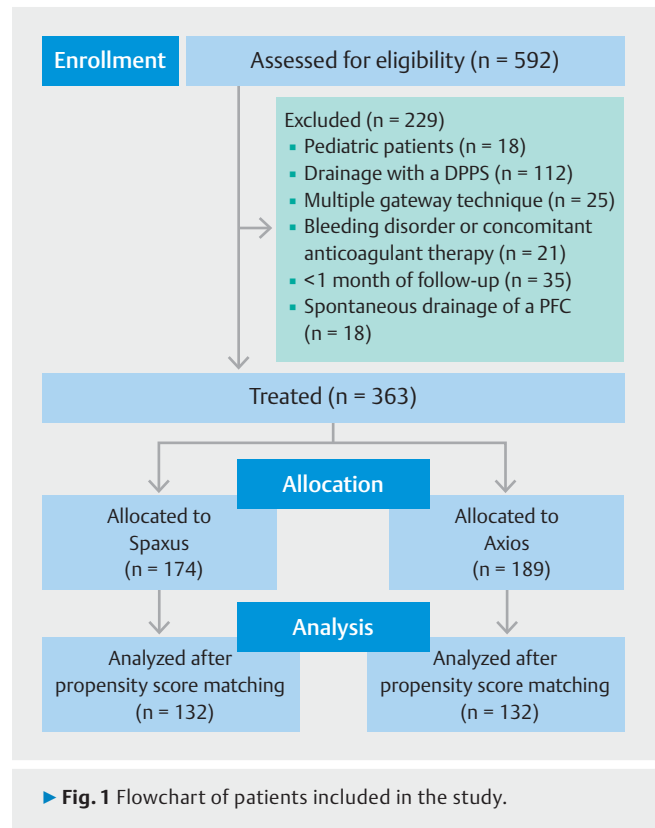 Enrollment
Assessed for eligibility (n = 592)
Excluded (n = 229)
▪ Pediatric patients (n = 18)
▪ Drainage with a DPPS (n = 112)
▪ Multiple gateway technique (n = 25)
▪ Bleeding disorder or concomitant
anticoagulant therapy (n = 21)
▪ <1 month of follow-up (n = 35)
▪ Spontaneous drainage of a PFC
(n = 18)
Treated (n = 363)
Allocation
Allocated to
Spaxus
(n = 174)
Allocated to
Axios
(n = 189)
Analysis
Analyzed after
propensity score matching
(n = 132)
Analyzed after
propensity score matching
(n = 132)
▶ Fig. 1 Flowchart of patients included in the study.